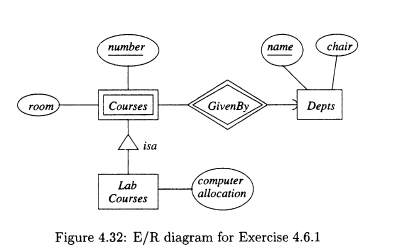 number
name
chair
room
Courses
GivenBy
Depts
isa
Lab
Courses
computer
allocation
Figure 4.32: E/R diagram for Exercise 4.6.1